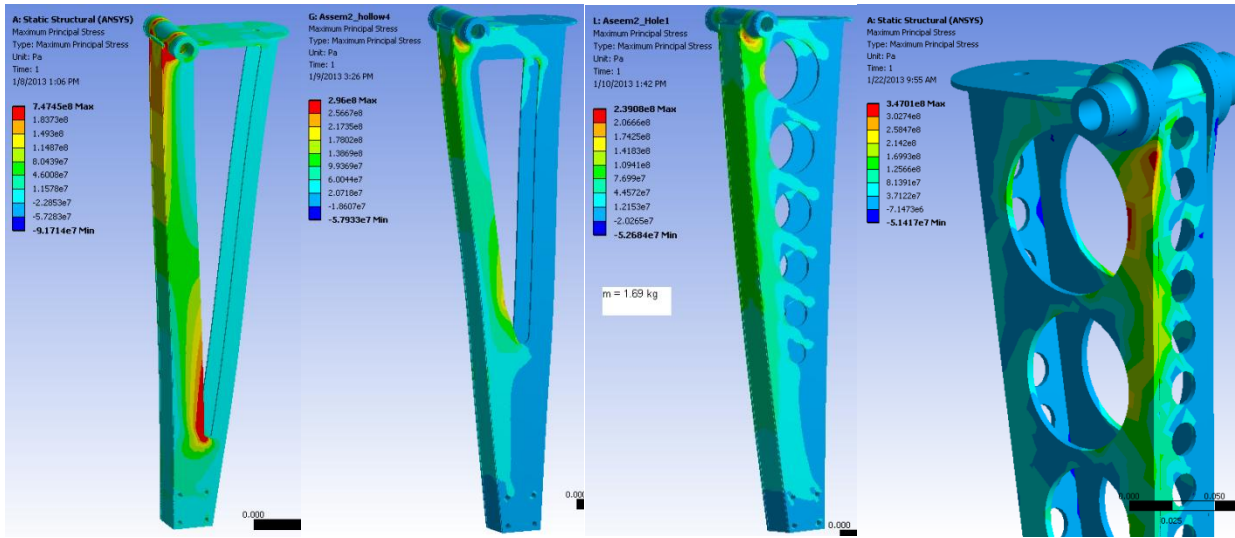 A: Static Structural (ANSYS)
Maximum Principal Stress
Type: Maximum Principal Stress
Unit: Pa
Time: 1
1/8/2013 1:06 PM
7.4745e8 Max
1.8373e8
1.493e8
1.1487e8
8.0439e7
4.6008e7
1.1578e7
-2.2853e7
-5.7283e7
-9.1714e7 Min
0.000
G: Assem2_hollow4
Maximum Principal Stress
Type: Maximum Principal Stress
Unit: Pa
Time: 1
1/9/2013 3:26 PM
2.96e8 Max
2.5667e8
2.1735e8
1.7802e8
1.3869e8
9.9369e7
6.0044e7
2.0718e7
-1.8607e7
-5.7933e7 Min
0.000
L: Aseem2_Hole1
Maximum Principal Stress
Type: Maximum Principal Stress
Unit: Pa
Time: 1
1/10/2013 1:42 PM
2.3908e8 Max
2.0666e8
1.7425e8
1.4183e8
1.0941e8
7.699e7
4.4572e7
1.2153e7
-2.0265e7
-5.2684e7 Min
m = 1.69 kg
0.000
A: Static Structural (ANSYS)
Maximum Principal Stress
Type: Maximum Principal Stress
Unit: Pa
Time: 1
1/22/2013 9:55 AM
3.4701e8 Max
3.0274e8
2.5847e8
2.142e8
1.6993e8
1.2566e8
8.1391e7
3.7122e7
-7.1473e6
-5.1417e7 Min
0.000 0.050
0.025